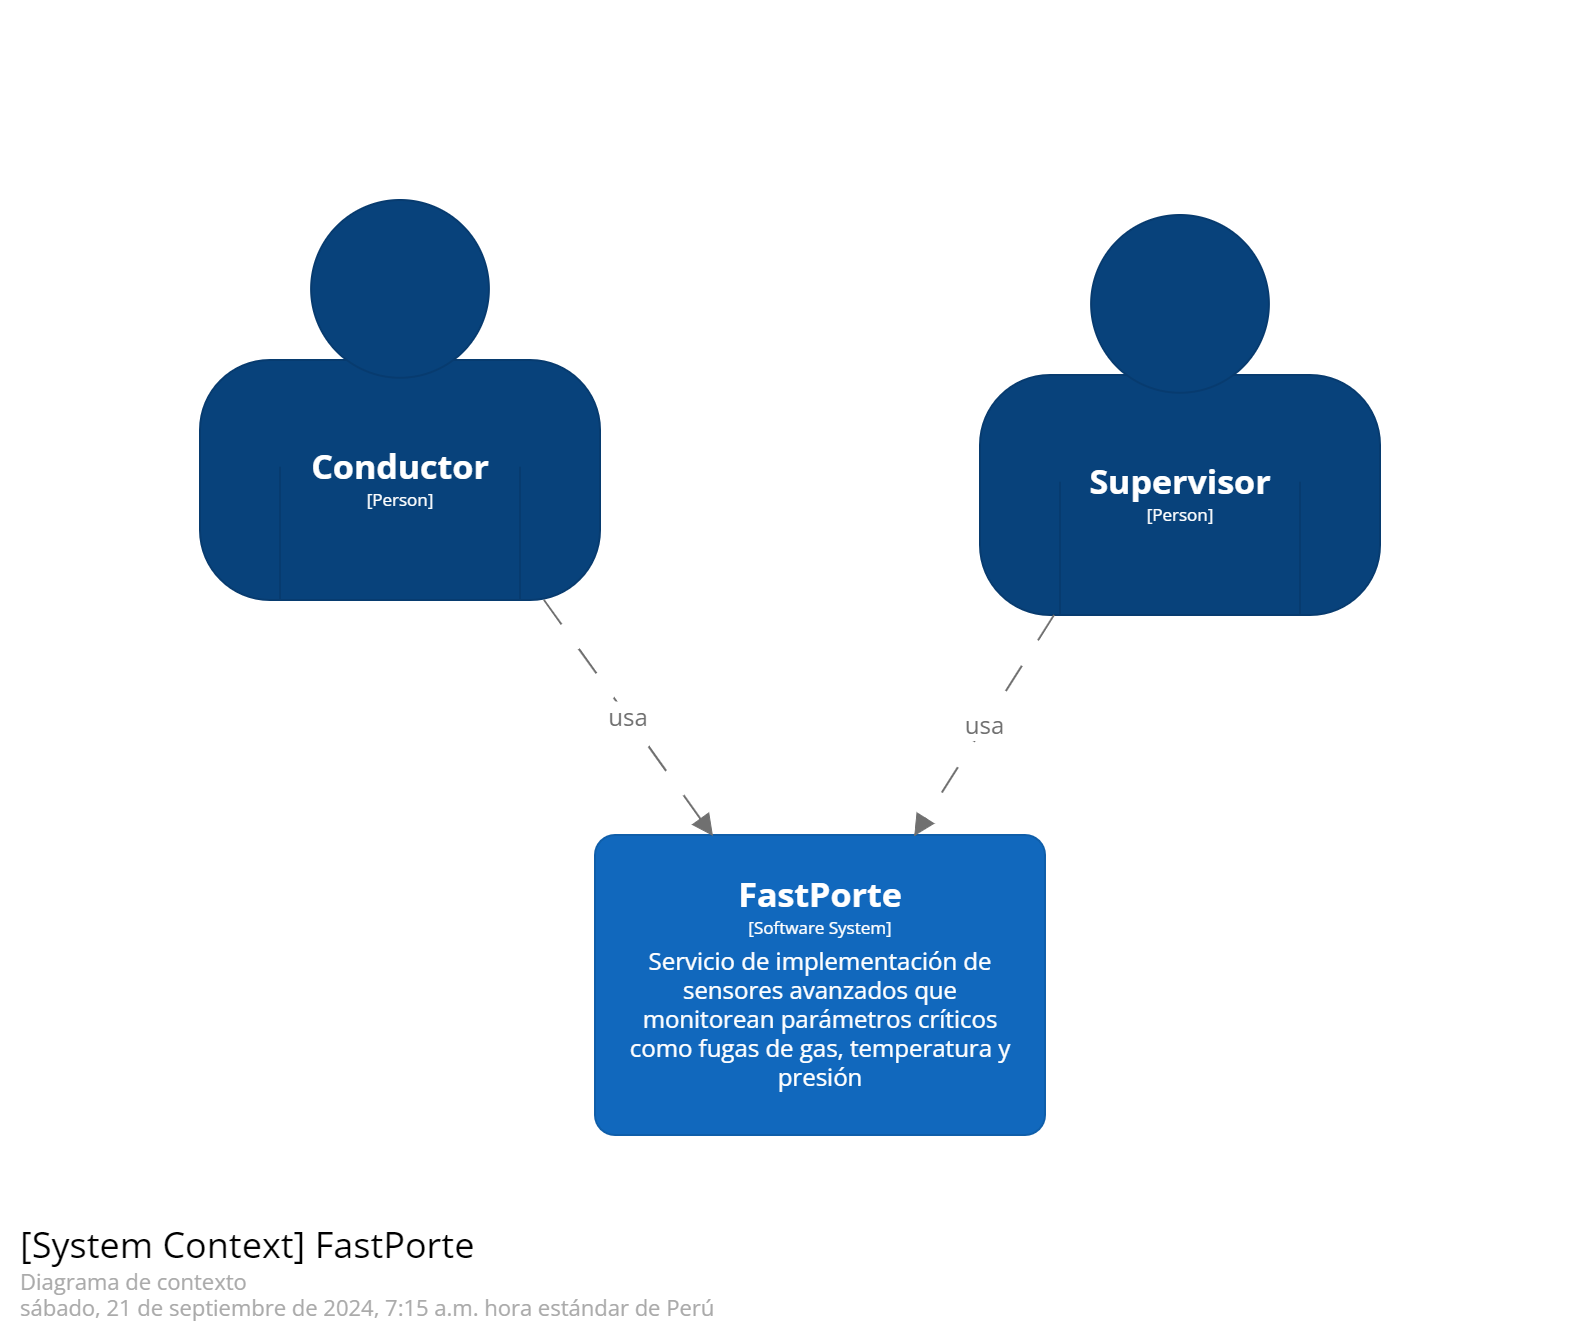 Conductor
[Person]
Supervisor
[Person]
usa
usa
FastPorte
[Software System]
Servicio de implementación de
sensores avanzados que
monitorean parámetros críticos
como fugas de gas, temperatura y
presión
[System Context] FastPorte
Diagrama de contexto
sábado, 21 de septiembre de 2024, 7:15 a.m. hora estándar de Perú